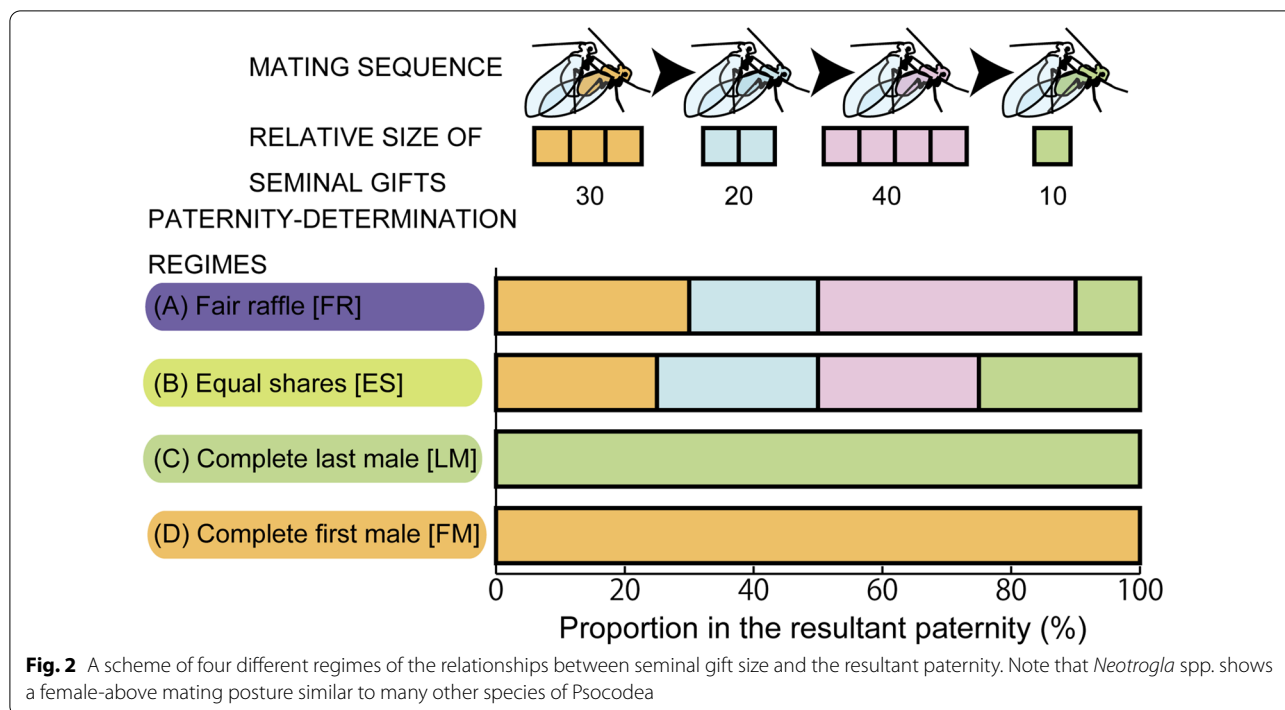 MATING SEQUENCE
RELATIVE SIZE OF
SEMINAL GIFTS
30 20 40 10
PATERNITY-DETERMINATION
REGIMES
(A) Fair raffle [FR]
(B) Equal shares [ES]
(C) Complete last male [LM]
(D) Complete first male [FM]
0 20 40 60 80 100
Proportion in the resultant paternity (%)
Fig. 2 A scheme of four different regimes of the relationships between seminal gift size and the resultant paternity. Note that Neotrogla spp. shows
a female-above mating posture similar to many other species of Psocodea